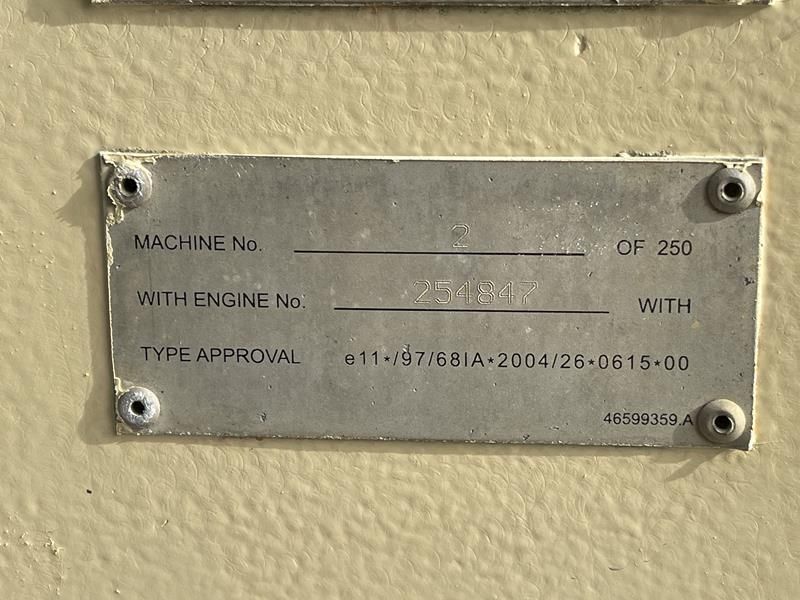 MACHINE No. 2 OF 250
WITH ENGINE No: 254847 WITH
TYPE APPROVAL e11*/97/68IA*2004/26*0615*00
46599359.A